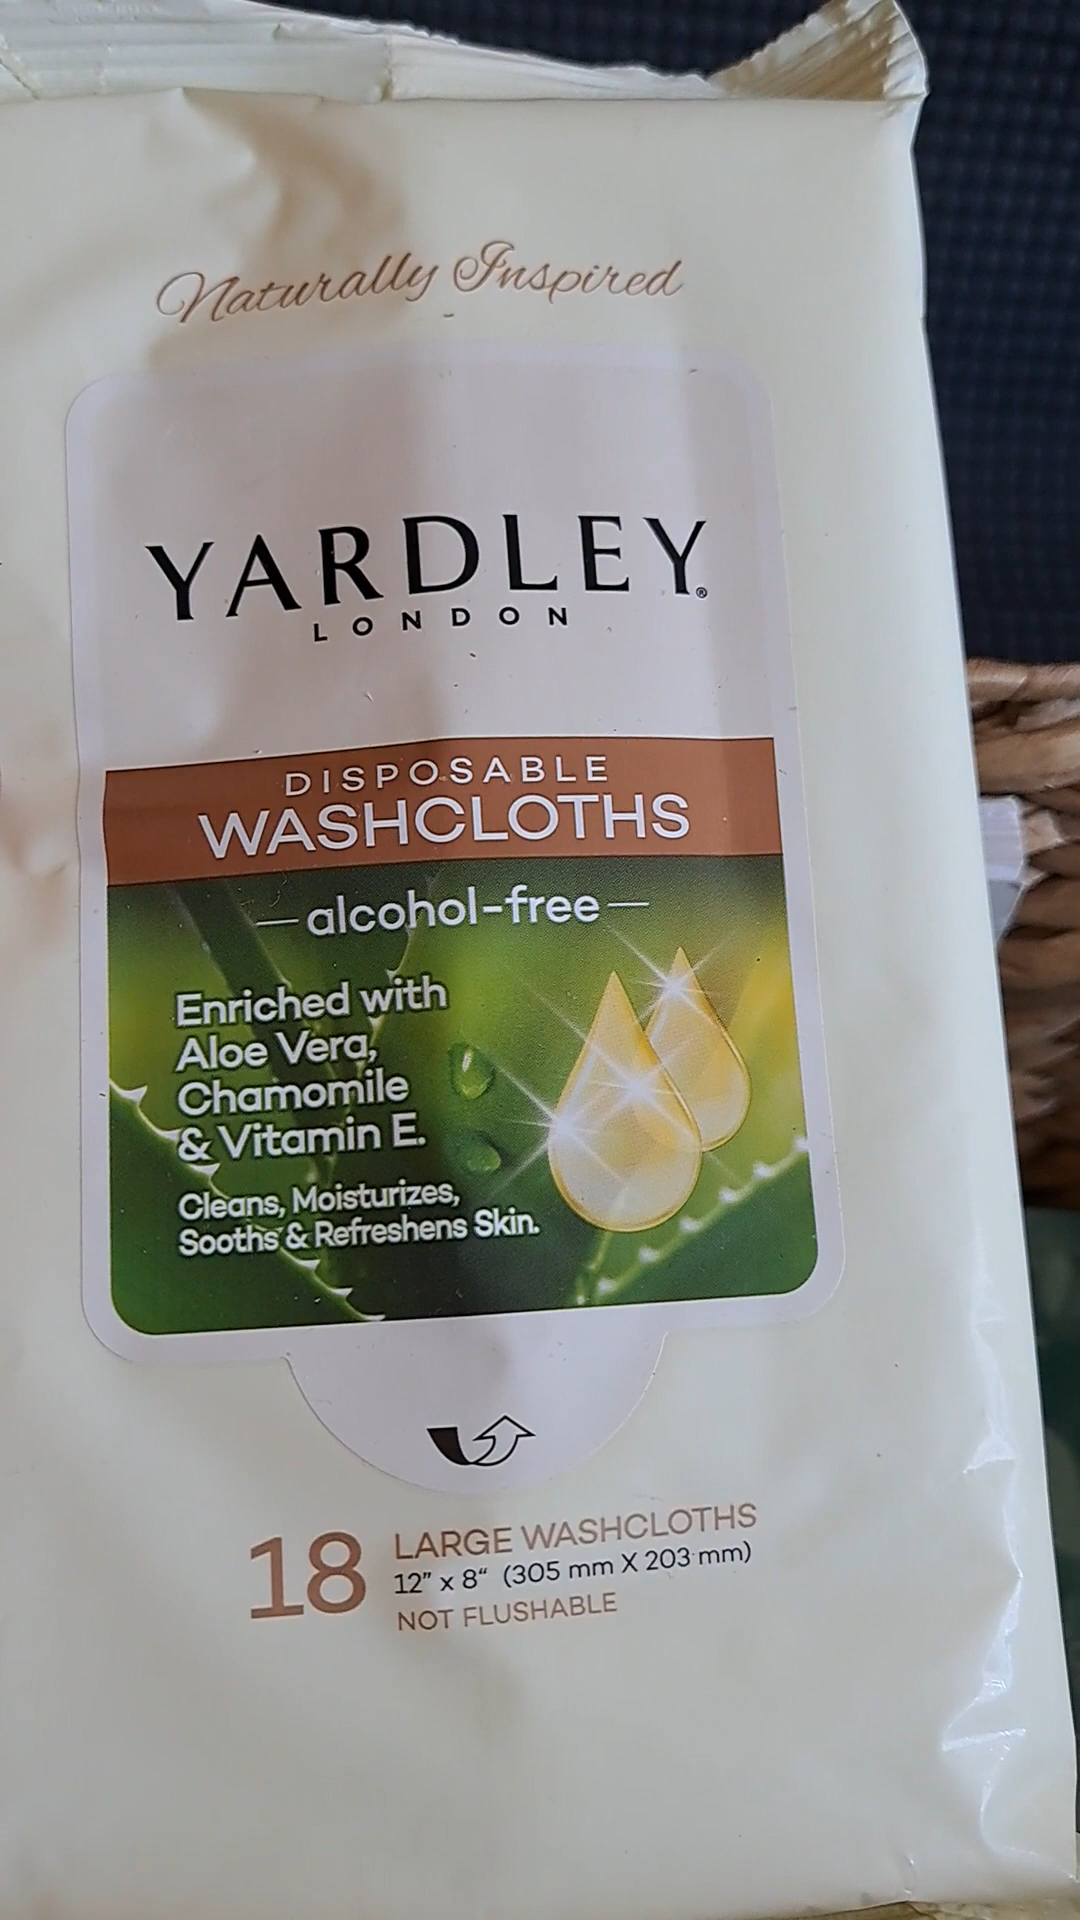 Naturally Inspired
YARDLEY®
LONDON
DISPOSABLE
WASHCLOTHS
— alcohol-free —
Enriched with
Aloe Vera,
Chamomile
& Vitamin E.
Cleans, Moisturizes,
Sooths & Refreshens Skin.
18
LARGE WASHCLOTHS
12” x 8“ (305 mm X 203 mm)
NOT FLUSHABLE